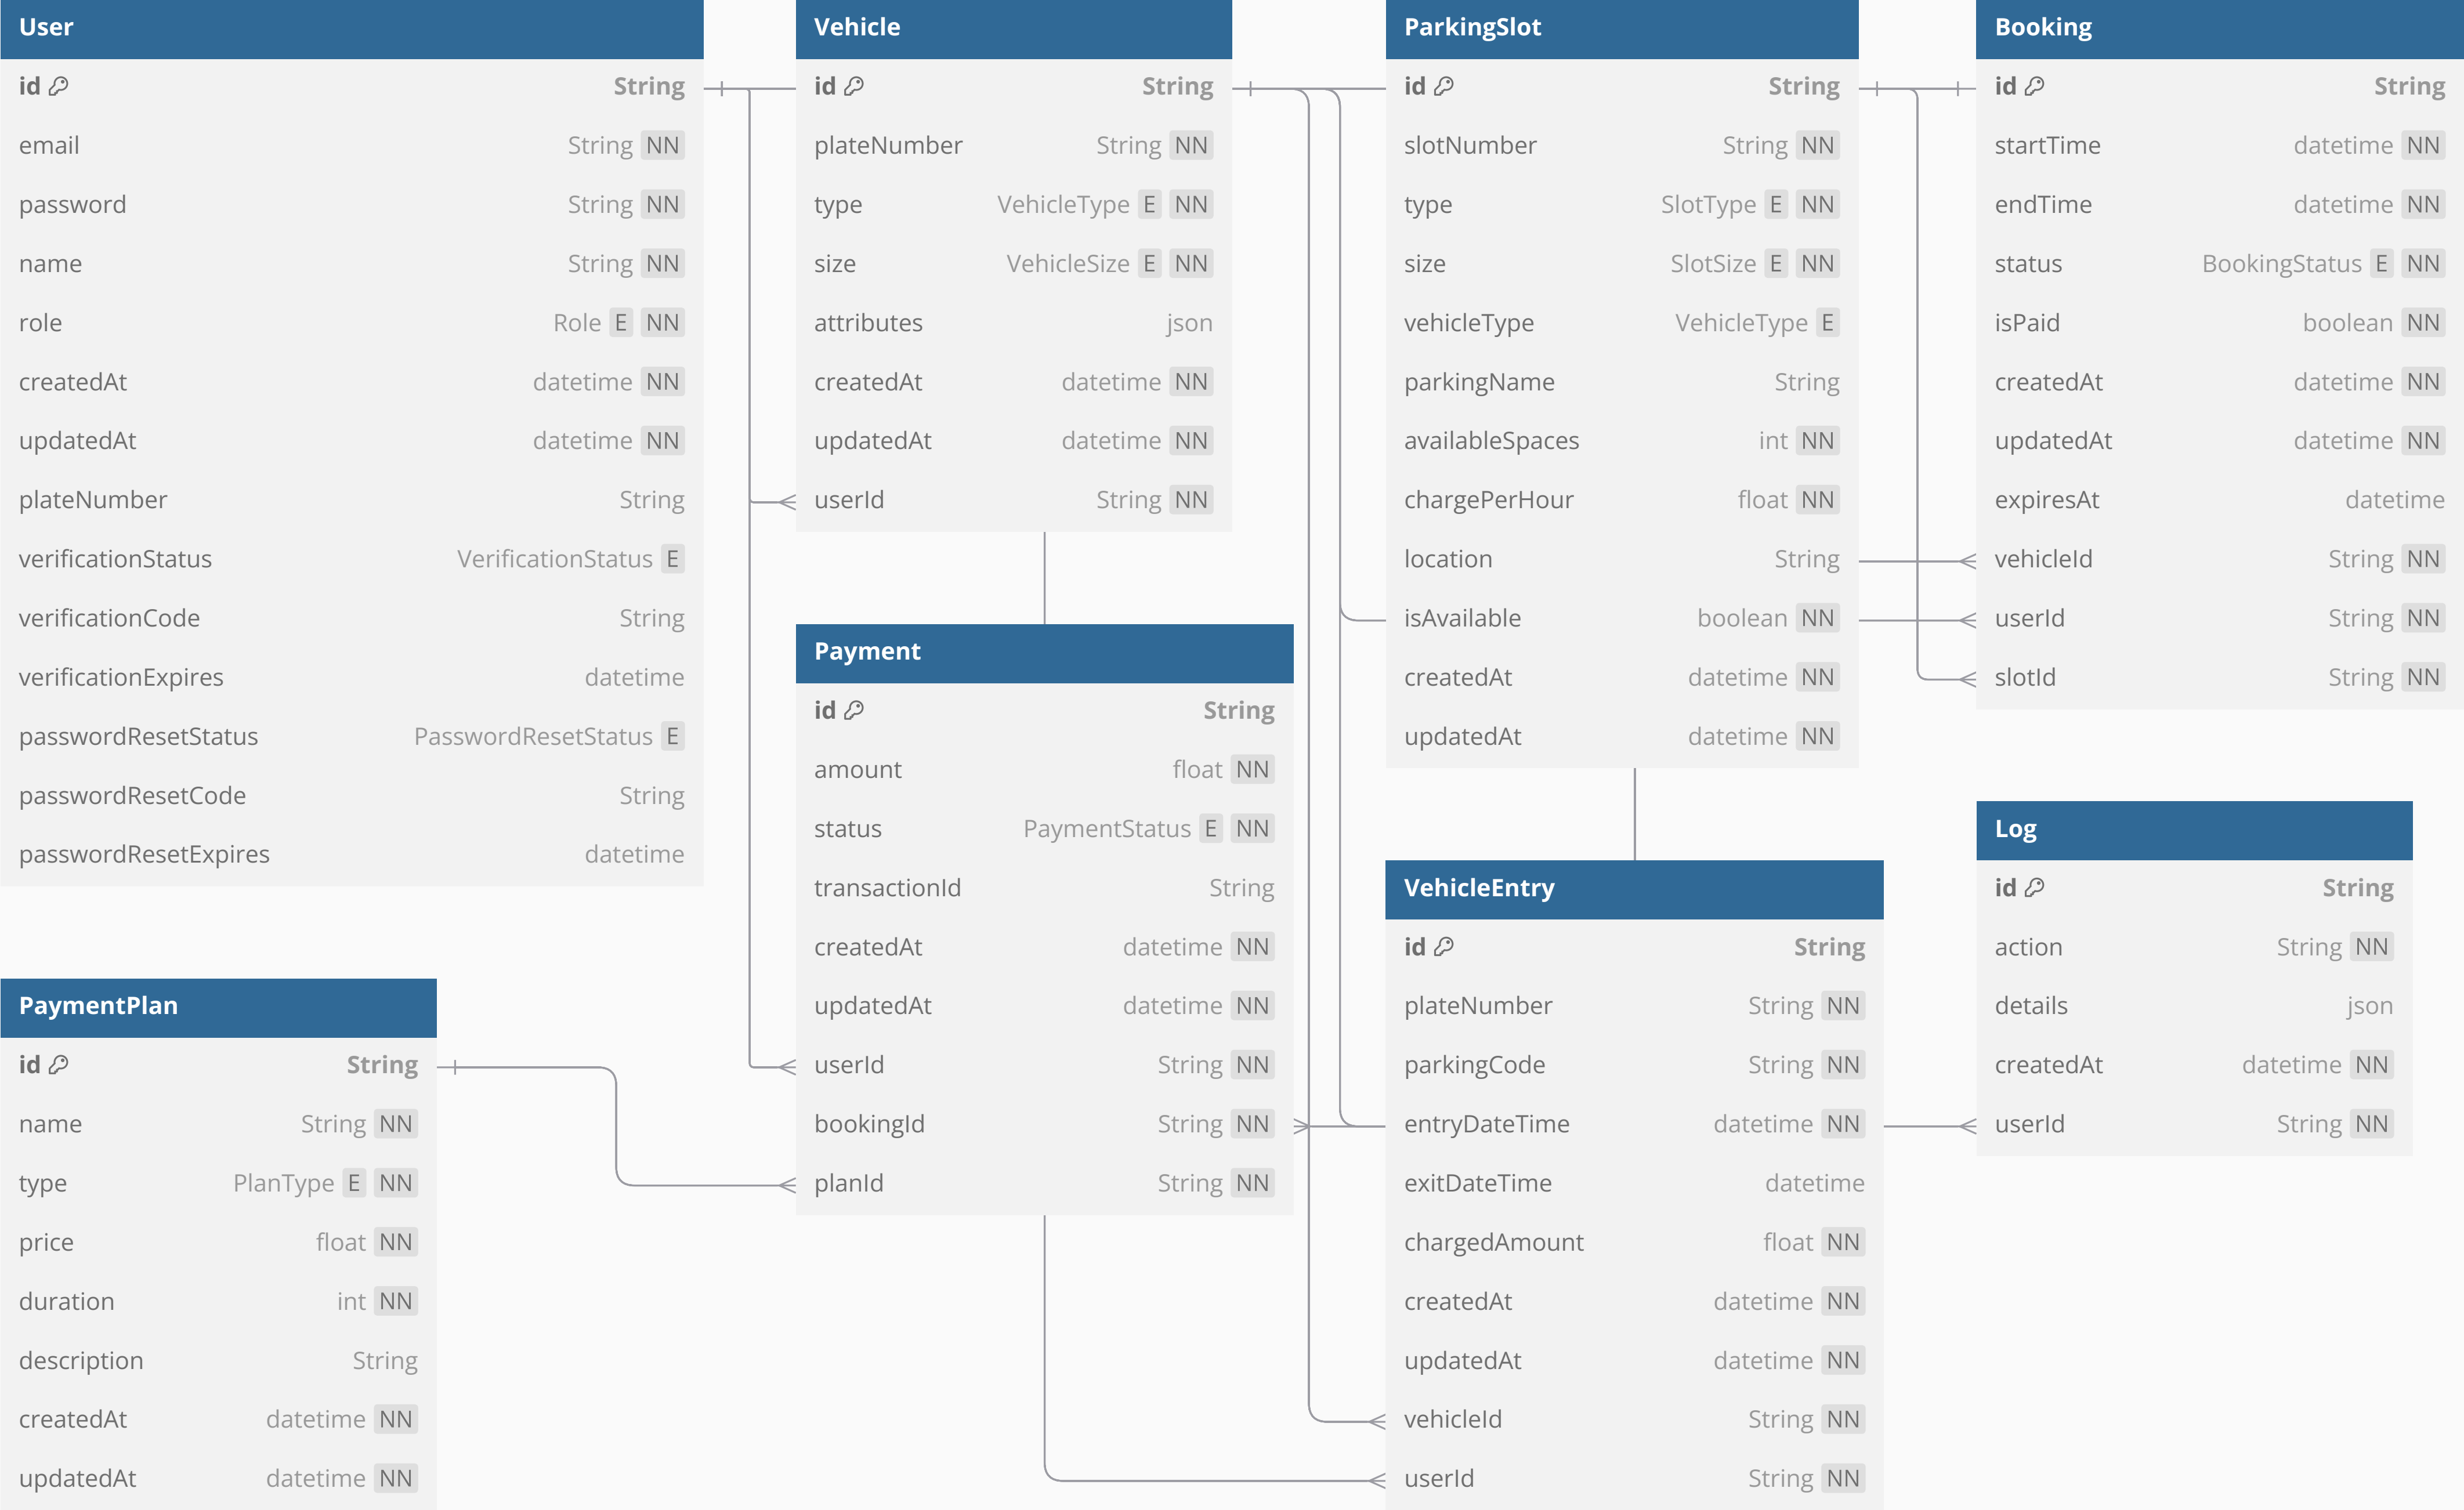 User
id String
email String NN
password String NN
name String NN
role Role E NN
createdAt datetime NN
updatedAt datetime NN
plateNumber String
verificationStatus VerificationStatus E
verificationCode String
verificationExpires datetime
passwordResetStatus PasswordResetStatus E
passwordResetCode String
passwordResetExpires datetime
PaymentPlan
id String
name String NN
type PlanType E NN
price float NN
duration int NN
description String
createdAt datetime NN
updatedAt datetime NN
Vehicle
id String
plateNumber String NN
type VehicleType E NN
size VehicleSize E NN
attributes json
createdAt datetime NN
updatedAt datetime NN
userId String NN
Payment
id String
amount float NN
status PaymentStatus E NN
transactionId String
createdAt datetime NN
updatedAt datetime NN
userId String NN
bookingId String NN
planId String NN
ParkingSlot
id String
slotNumber String NN
type SlotType E NN
size SlotSize E NN
vehicleType VehicleType E
parkingName String
availableSpaces int NN
chargePerHour float NN
location String
isAvailable boolean NN
createdAt datetime NN
updatedAt datetime NN
VehicleEntry
id String
plateNumber String NN
parkingCode String NN
entryDateTime datetime NN
exitDateTime datetime
chargedAmount float NN
createdAt datetime NN
updatedAt datetime NN
vehicleId String NN
userId String NN
Booking
id String
startTime datetime NN
endTime datetime NN
status BookingStatus E NN
isPaid boolean NN
createdAt datetime NN
updatedAt datetime NN
expiresAt datetime
vehicleId String NN
userId String NN
slotId String NN
Log
id String
action String NN
details json
createdAt datetime NN
userId String NN